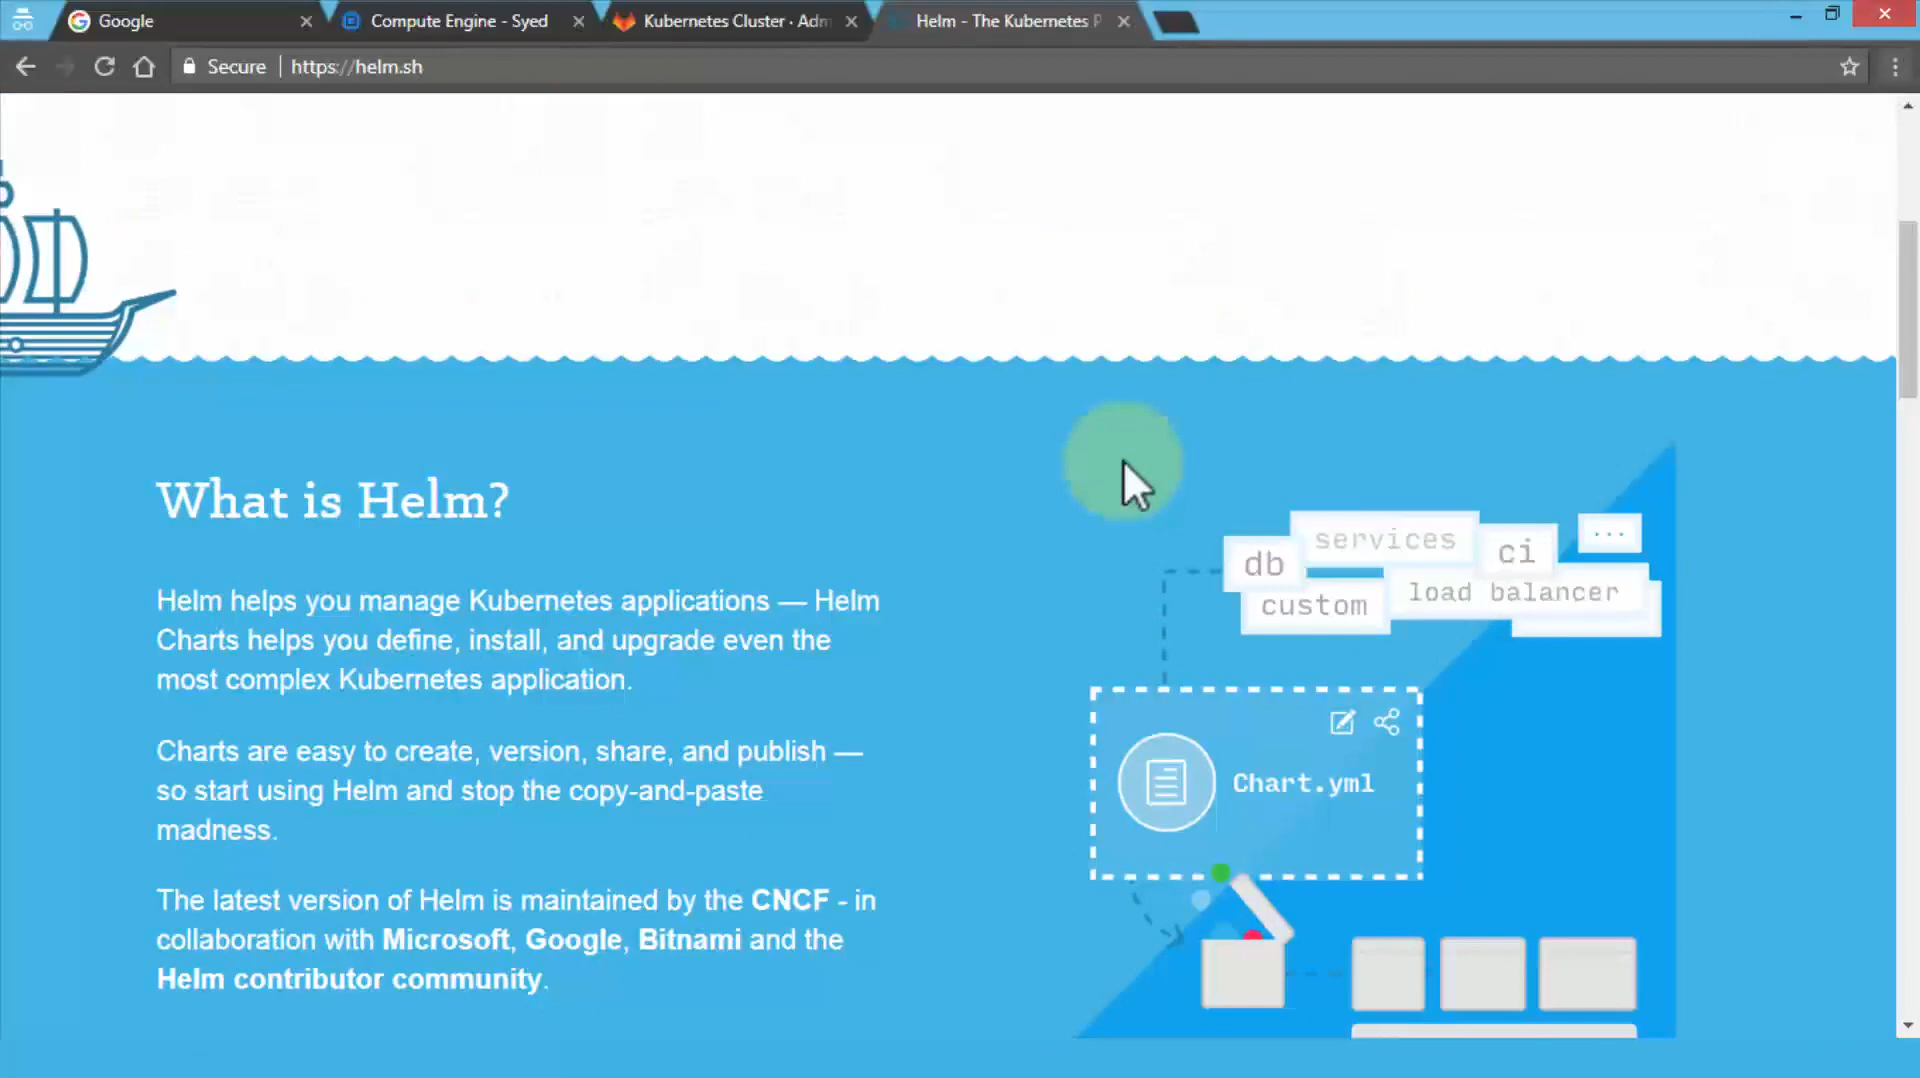 Google
Compute Engine - Syed
Kubernetes Cluster · Adm
Helm - The Kubernetes P
Secure
https://helm.sh
What is Helm?
Helm helps you manage Kubernetes applications — Helm
Charts helps you define, install, and upgrade even the
most complex Kubernetes application.
Charts are easy to create, version, share, and publish —
so start using Helm and stop the copy-and-paste
madness.
The latest version of Helm is maintained by the CNCF - in
collaboration with Microsoft, Google, Bitnami and the
Helm contributor community.
db
services
ci
...
custom
load balancer
Chart.yml